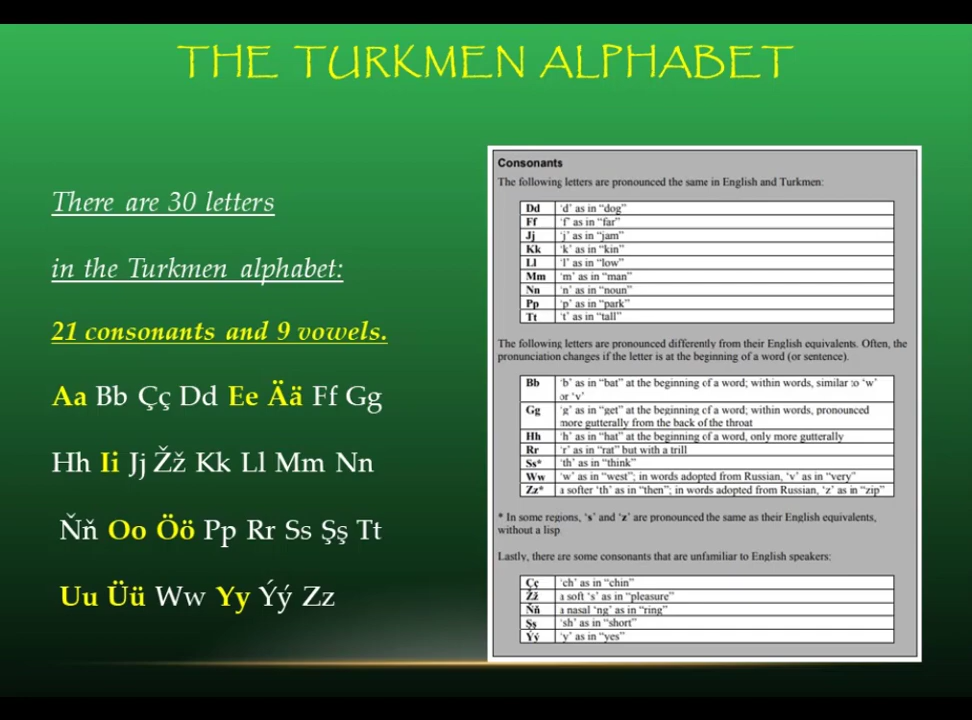 THE TURKMEN ALPHABET
There are 30 letters
in the Turkmen alphabet:
21 consonants and 9 vowels.
Aa Bb Çç Dd Ee Ää Ff Gg
Hh Ii Jj Žž Kk Ll Mm Nn
Ňň Oo Öö Pp Rr Ss Şş Tt
Uu Üü Ww Yy Ýý Zz
Consonants
The following letters are pronounced the same in English and Turkmen:
Dd 'd' as in "dog"
Ff 'f' as in "far"
Jj 'j' as in "jam"
Kk 'k' as in "kin"
Ll 'l' as in "low"
Mm 'm' as in "man"
Nn 'n' as in "noun"
Pp 'p' as in "park"
Tt 't' as in "tall"
The following letters are pronounced differently from their English equivalents. Often, the
pronunciation changes if the letter is at the beginning of a word (or sentence).
Bb 'b' as in "bat" at the beginning of a word; within words, similar to 'w'
or 'v'
Gg 'g' as in "get" at the beginning of a word; within words, pronounced
more gutterally from the back of the throat
Hh 'h' as in "hat" at the beginning of a word, only more gutterally
Rr 'r' as in "rat" but with a trill
Ss* 'th' as in "think"
Ww 'w' as in "west"; in words adopted from Russian, 'v' as in "very"
Zz* a softer 'th' as in "then"; in words adopted from Russian, 'z' as in "zip"
* In some regions, 's' and 'z' are pronounced the same as their English equivalents,
without a lisp
Lastly, there are some consonants that are unfamiliar to English speakers:
Çç 'ch' as in "chin"
Žž a soft 's' as in "pleasure"
Ňň a nasal 'ng' as in "ring"
Şş 'sh' as in "short"
Ýý 'y' as in "yes"